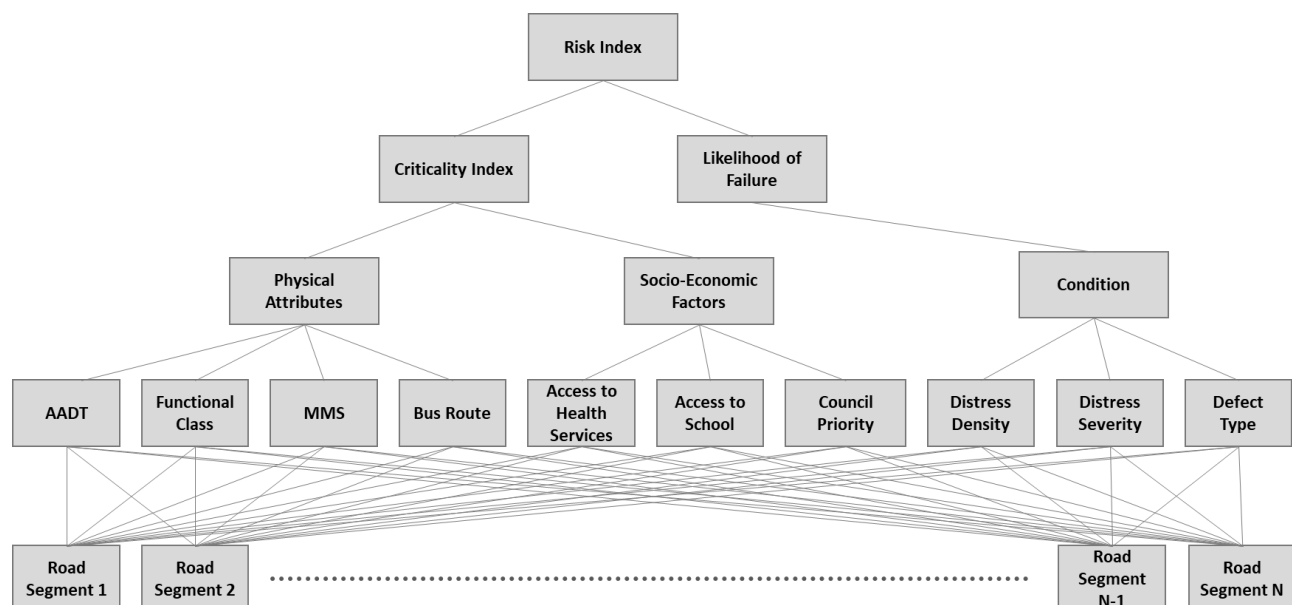 Risk Index
Criticality Index
Likelihood of
Failure
Physical
Attributes
Socio-Economic
Factors
Condition
AADT
Functional
Class
MMS
Bus Route
Access to
Health
Services
Access to
School
Council
Priority
Distress
Density
Distress
Severity
Defect
Type
Road
Segment 1
Road
Segment 2
Road
Segment
N-1
Road
Segment N